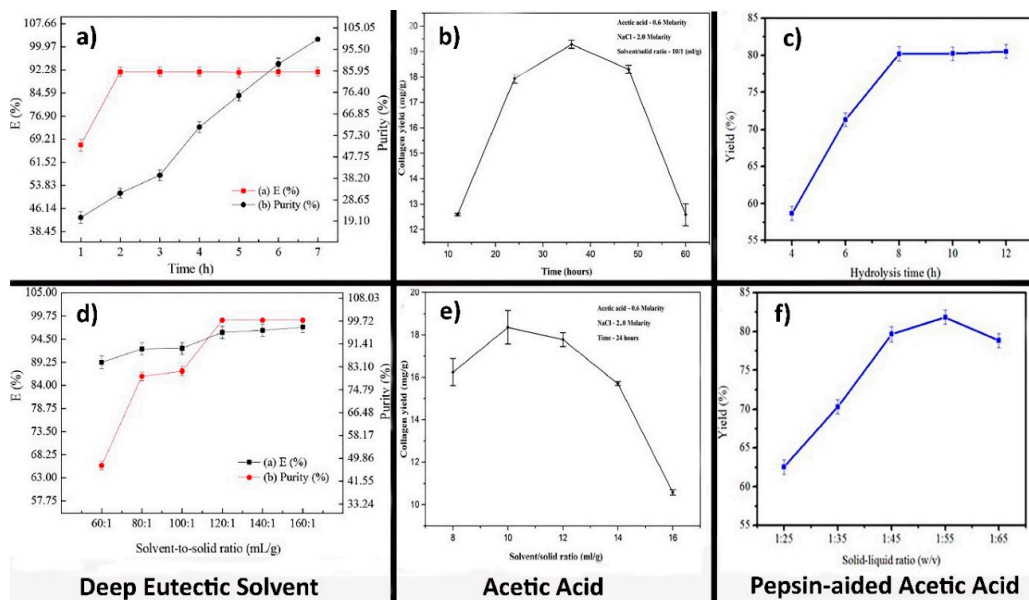 a)
107.66
99.97
92.28
84.59
76.90
69.21
61.52
53.83
46.14
38.45
E (%)
100.50
95.50
85.95
76.40
66.85
57.30
47.75
38.20
28.65
19.10
Purity (%)
(a) E (%)
(b) Purity (%)
1 2 3 4 5 6 7
Time (h)
b)
Acetic acid - 0.6 Molarity
NaCl - 2.0 Molarity
Solvent/solid ratio - 10/1 (ml/g)
20
19
18
17
16
15
14
13
12
Collagen yield (mg/g)
10 20 30 40 50 60
Time (hours)
c)
85
80
75
70
65
60
55
Yield (%)
4 6 8 10 12
Hydrolysis time (h)
d)
105.00
99.75
94.50
89.25
84.00
78.75
73.50
68.25
63.00
57.75
E (%)
108.03
99.72
91.41
83.10
74.79
66.48
58.17
49.86
41.55
33.24
Purity (%)
(a) E (%)
(b) Purity (%)
60:1 80:1 100:1 120:1 140:1 160:1
Solvent-to-solid ratio (mL/g)
e)
Acetic acid - 0.6 Molarity
NaCl - 2..0 Molarity
Time - 24 hours
20
18
16
14
12
10
Collagen yield (mg/g)
8 10 12 14 16
Solvent/solid ratio (ml/g)
f)
85
80
75
70
65
60
55
Yield (%)
1:25 1:35 1:45 1:55 1:65
Solid-liquid ratio (w/v)
Deep Eutectic Solvent
Acetic Acid
Pepsin-aided Acetic Acid